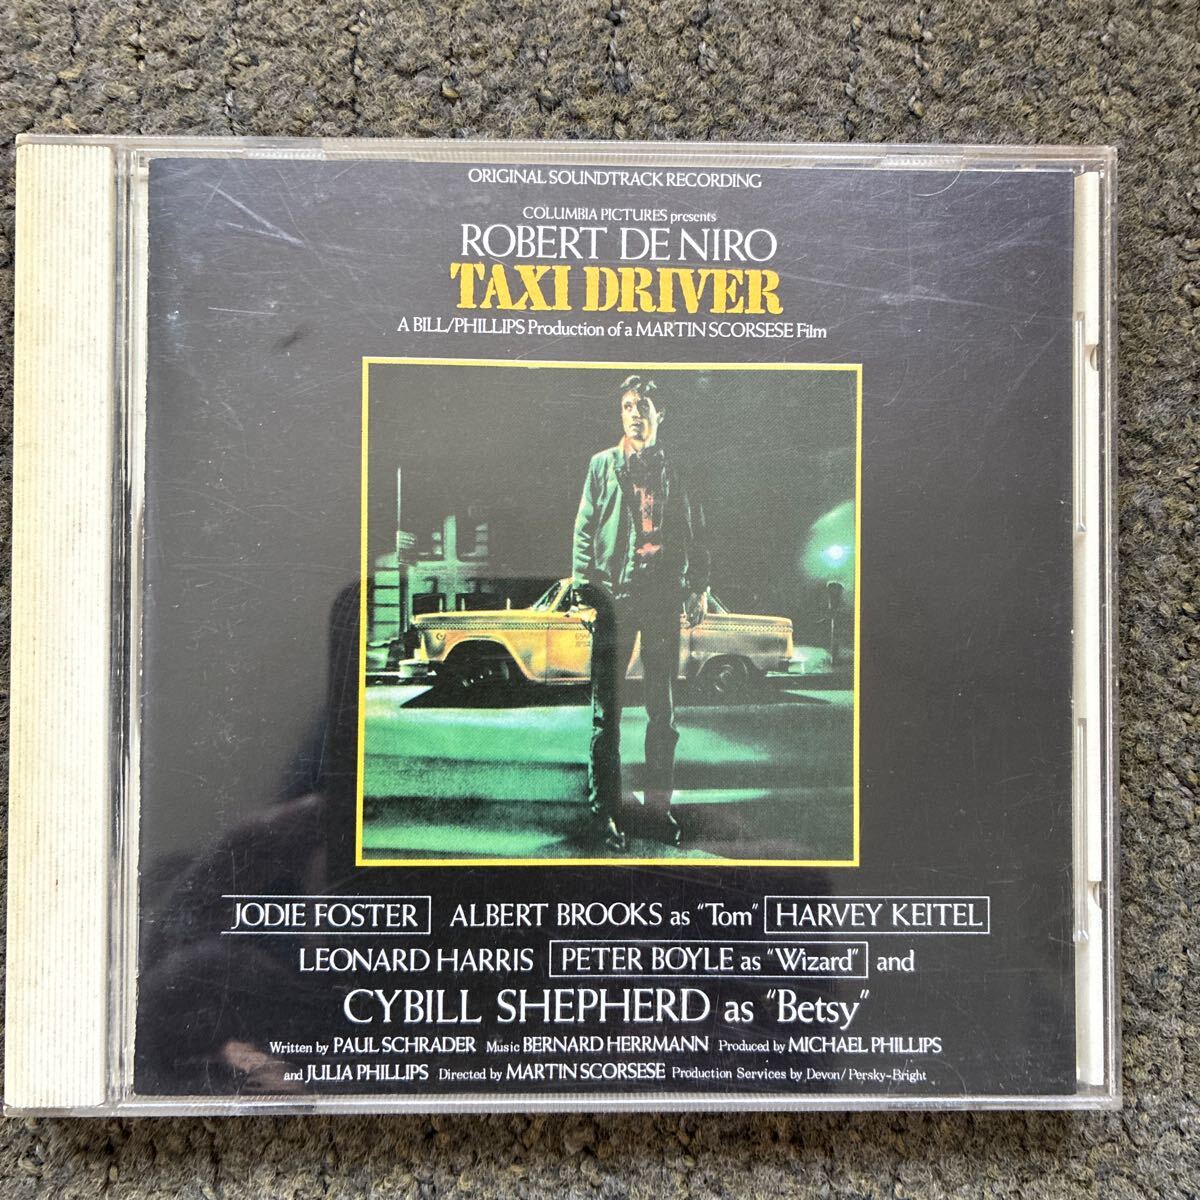 ORIGINAL SOUNDTRACK RECORDING
COLUMBIA PICTURES presents
ROBERT DE NIRO
TAXI DRIVER
A BILL/PHILLIPS Production of a MARTIN SCORSESE Film
JODIE FOSTER ALBERT BROOKS as "Tom" HARVEY KEITEL
LEONARD HARRIS PETER BOYLE as "Wizard" and
CYBILL SHEPHERD as "Betsy"
Written by PAUL SCHRADER Music BERNARD HERRMANN Produced by MICHAEL PHILLIPS
and JULIA PHILLIPS Directed by MARTIN SCORSESE Production Services by Devon/Persky-Bright